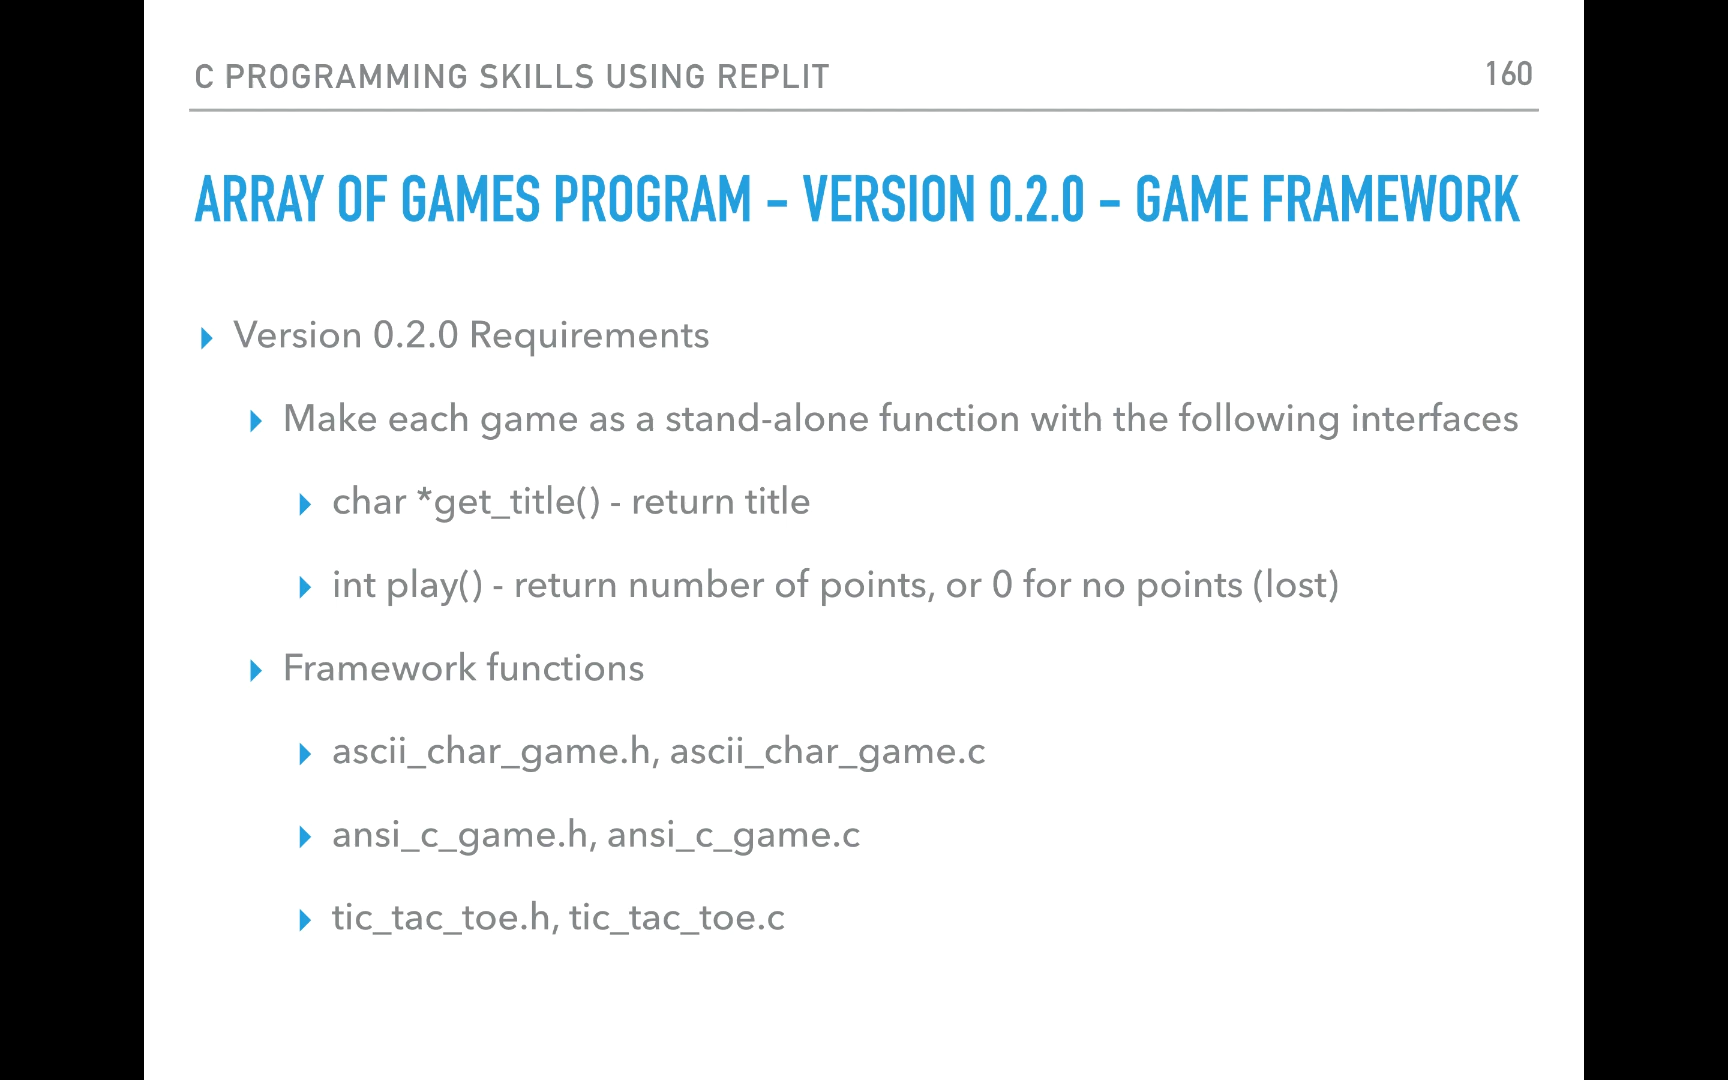 C PROGRAMMING SKILLS USING REPLIT
160
ARRAY OF GAMES PROGRAM - VERSION 0.2.0 - GAME FRAMEWORK
Version 0.2.0 Requirements
Make each game as a stand-alone function with the following interfaces
char *get_title() - return title
int play() - return number of points, or 0 for no points (lost)
Framework functions
ascii_char_game.h, ascii_char_game.c
ansi_c_game.h, ansi_c_game.c
tic_tac_toe.h, tic_tac_toe.c